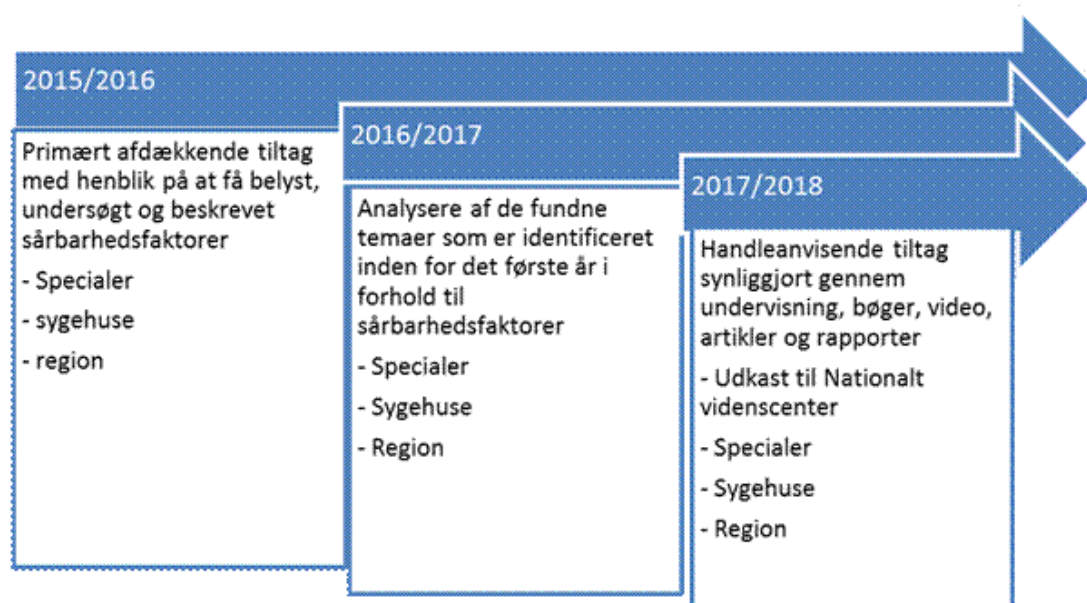 2015/2016
Primært afdækkende tiltag
med henblik på at få belyst,
undersøgt og beskrevet
sårbarhedsfaktorer
- Specialer
- sygehuse
- region
2016/2017
Analysere af de fundne
temaer som er identificeret
inden for det første år i
forhold til
sårbarhedsfaktorer
- Specialer
- Sygehuse
- Region
2017/2018
Handleanvisende tiltag
synliggjort gennem
undervisning, bøger, video,
artikler og rapporter
- Udkast til Nationalt
videnscenter
- Specialer
- Sygehuse
- Region